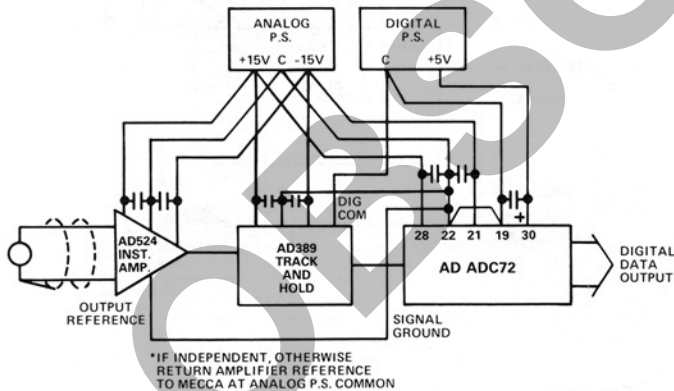 ANALOG
P.S.
+15V C -15V
DIGITAL
P.S.
C +5V
DIG
COM
AD524
INST.
AMP.
AD389
TRACK
AND
HOLD
28 22 21 19 30
+
AD ADC72
DIGITAL
DATA
OUTPUT
OUTPUT
REFERENCE
SIGNAL
GROUND
*IF INDEPENDENT, OTHERWISE
RETURN AMPLIFIER REFERENCE
TO MECCA AT ANALOG P.S. COMMON
OBSO